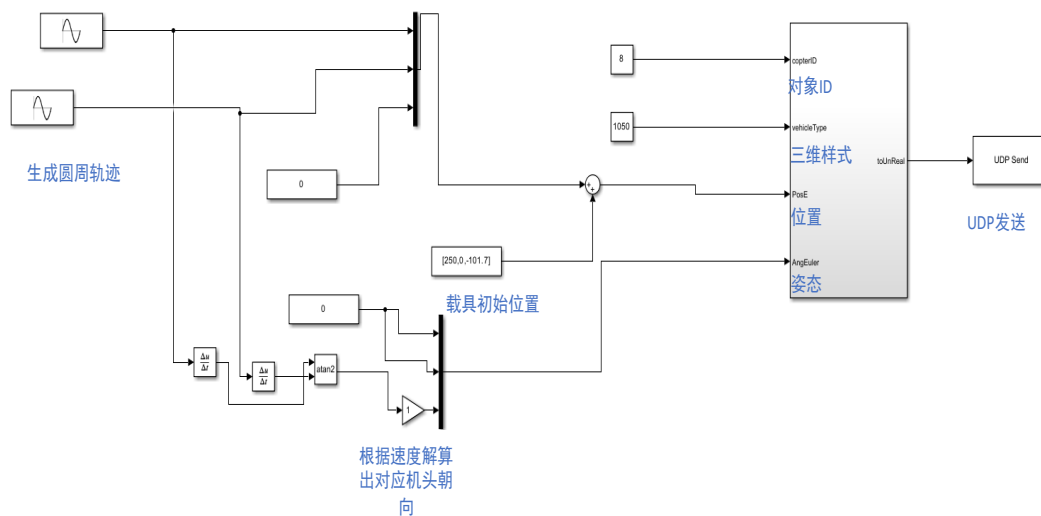 8
copterID
对象ID
生成圆周轨迹
1050
vehicleType
三维样式
toUnReal
UDP Send
0
PosE
位置
UDP发送
[250,0,-101.7]
载具初始位置
AngEuler
姿态
0
Δu
Δt
Δu
Δt
atan2
1
根据速度解算
出对应机头朝
向